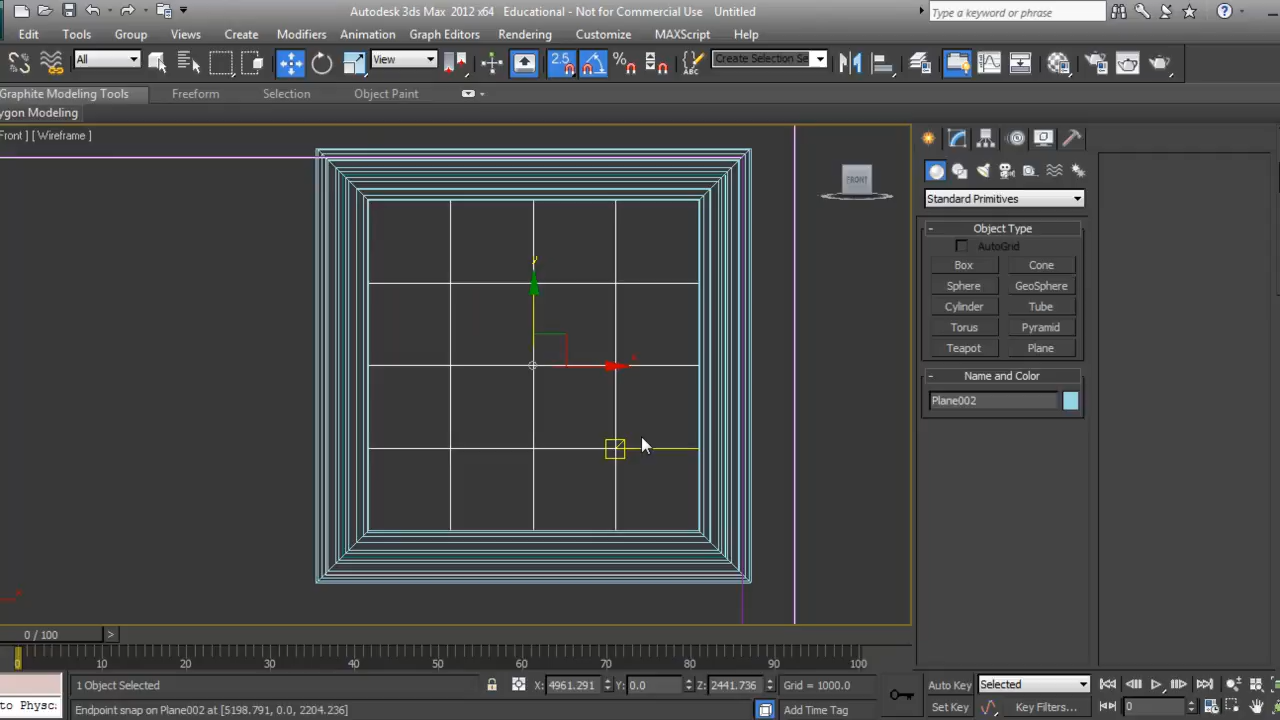 Autodesk 3ds Max 2012 x64 Educational - Not for Commercial Use Untitled
Type a keyword or phrase
Edit Tools Group Views Create Modifiers Animation Graph Editors Rendering Customize MAXScript Help
All View 2.5 Create Selection Se
Graphite Modeling Tools Freeform Selection Object Paint
ygon Modeling
Front ] [ Wireframe ]
FRONT
Standard Primitives
- Object Type
AutoGrid
Box Cone
Sphere GeoSphere
Cylinder Tube
Torus Pyramid
Teapot Plane
- Name and Color
Plane002
y
x
x
0 / 100 >
0 10 20 30 40 50 60 70 80 90 100
1 Object Selected X: 4961.291 Y: 0.0 Z: 2441.736 Grid = 1000.0 Auto Key Selected
to Physc Endpoint snap on Plane002 at [5198.791, 0.0, 2204.236] Add Time Tag Set Key Key Filters... 0